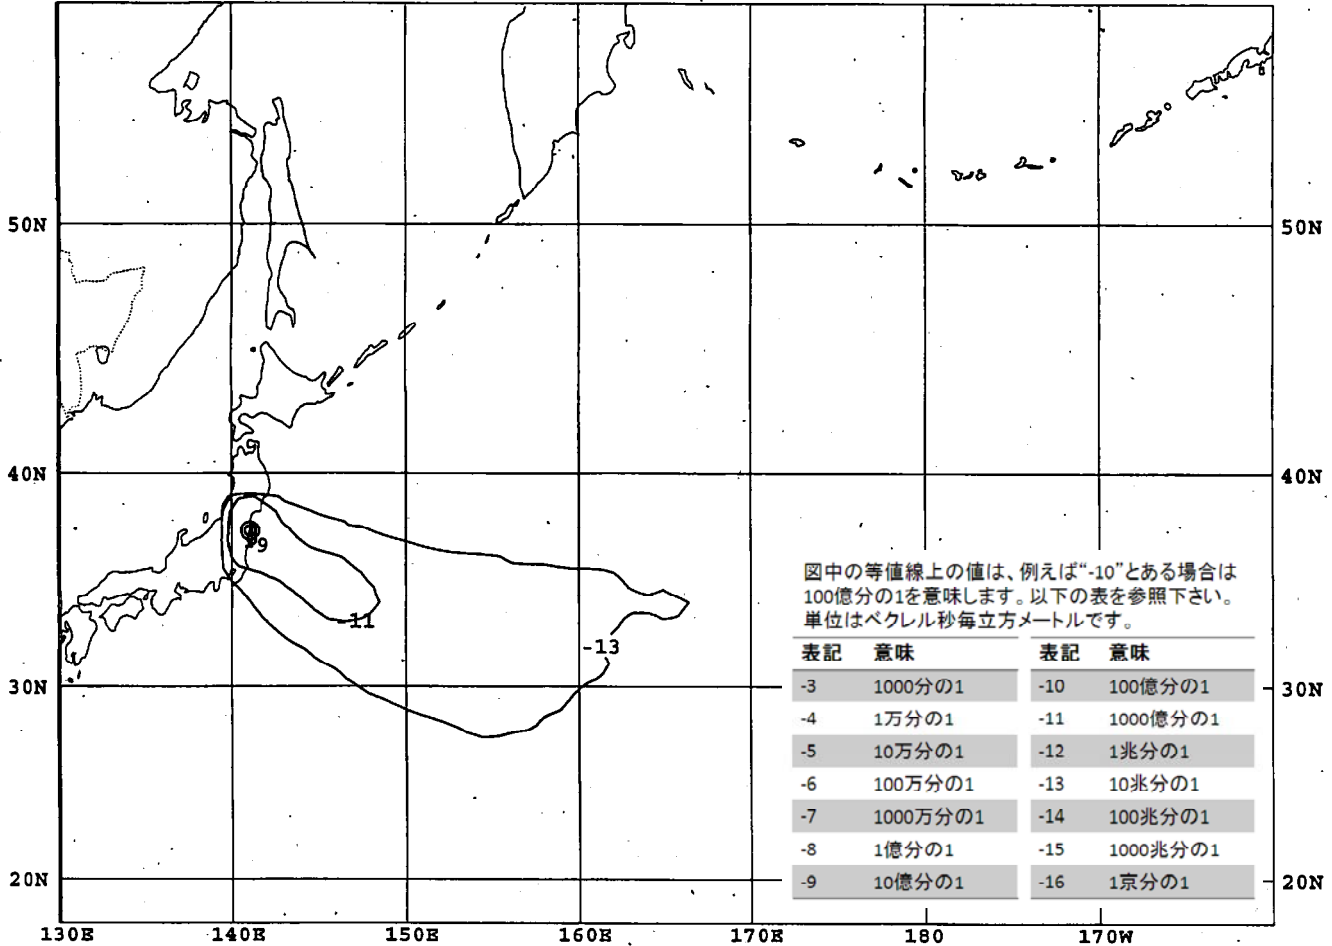 50N
50N
40N
40N
-9
-11
-13
図中の等値線上の値は、例えば“-10”とある場合は
100億分の1を意味します。以下の表を参照下さい。
単位はベクレル秒毎立方メートルです。
表記 意味 表記 意味
-3 1000分の1 -10 100億分の1
-4 1万分の1 -11 1000億分の1
-5 10万分の1 -12 1兆分の1
-6 100万分の1 -13 10兆分の1
-7 1000万分の1 -14 100兆分の1
-8 1億分の1 -15 1000兆分の1
-9 10億分の1 -16 1京分の1
30N
30N
20N
20N
130E 140E 150E 160E 170E 180 170W